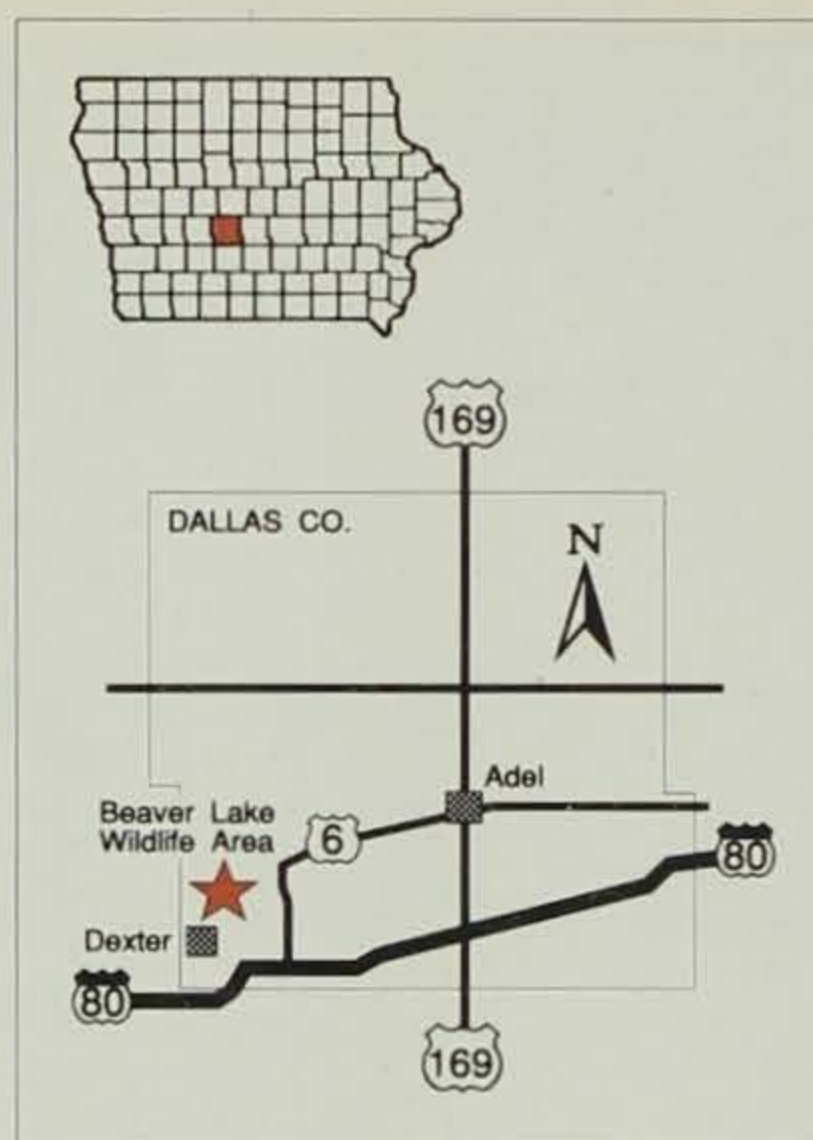 169
DALLAS CO.
N
Adel
Beaver Lake
Wildlife Area
6
80
Dexter
80
169